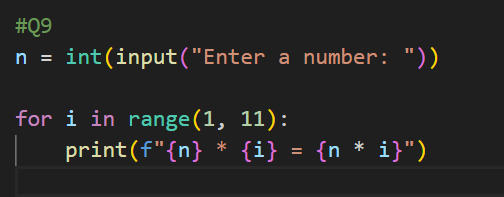 #Q9
n = int(input("Enter a number: "))
for i in range(1, 11):
    print(f"{n} * {i} = {n * i}")